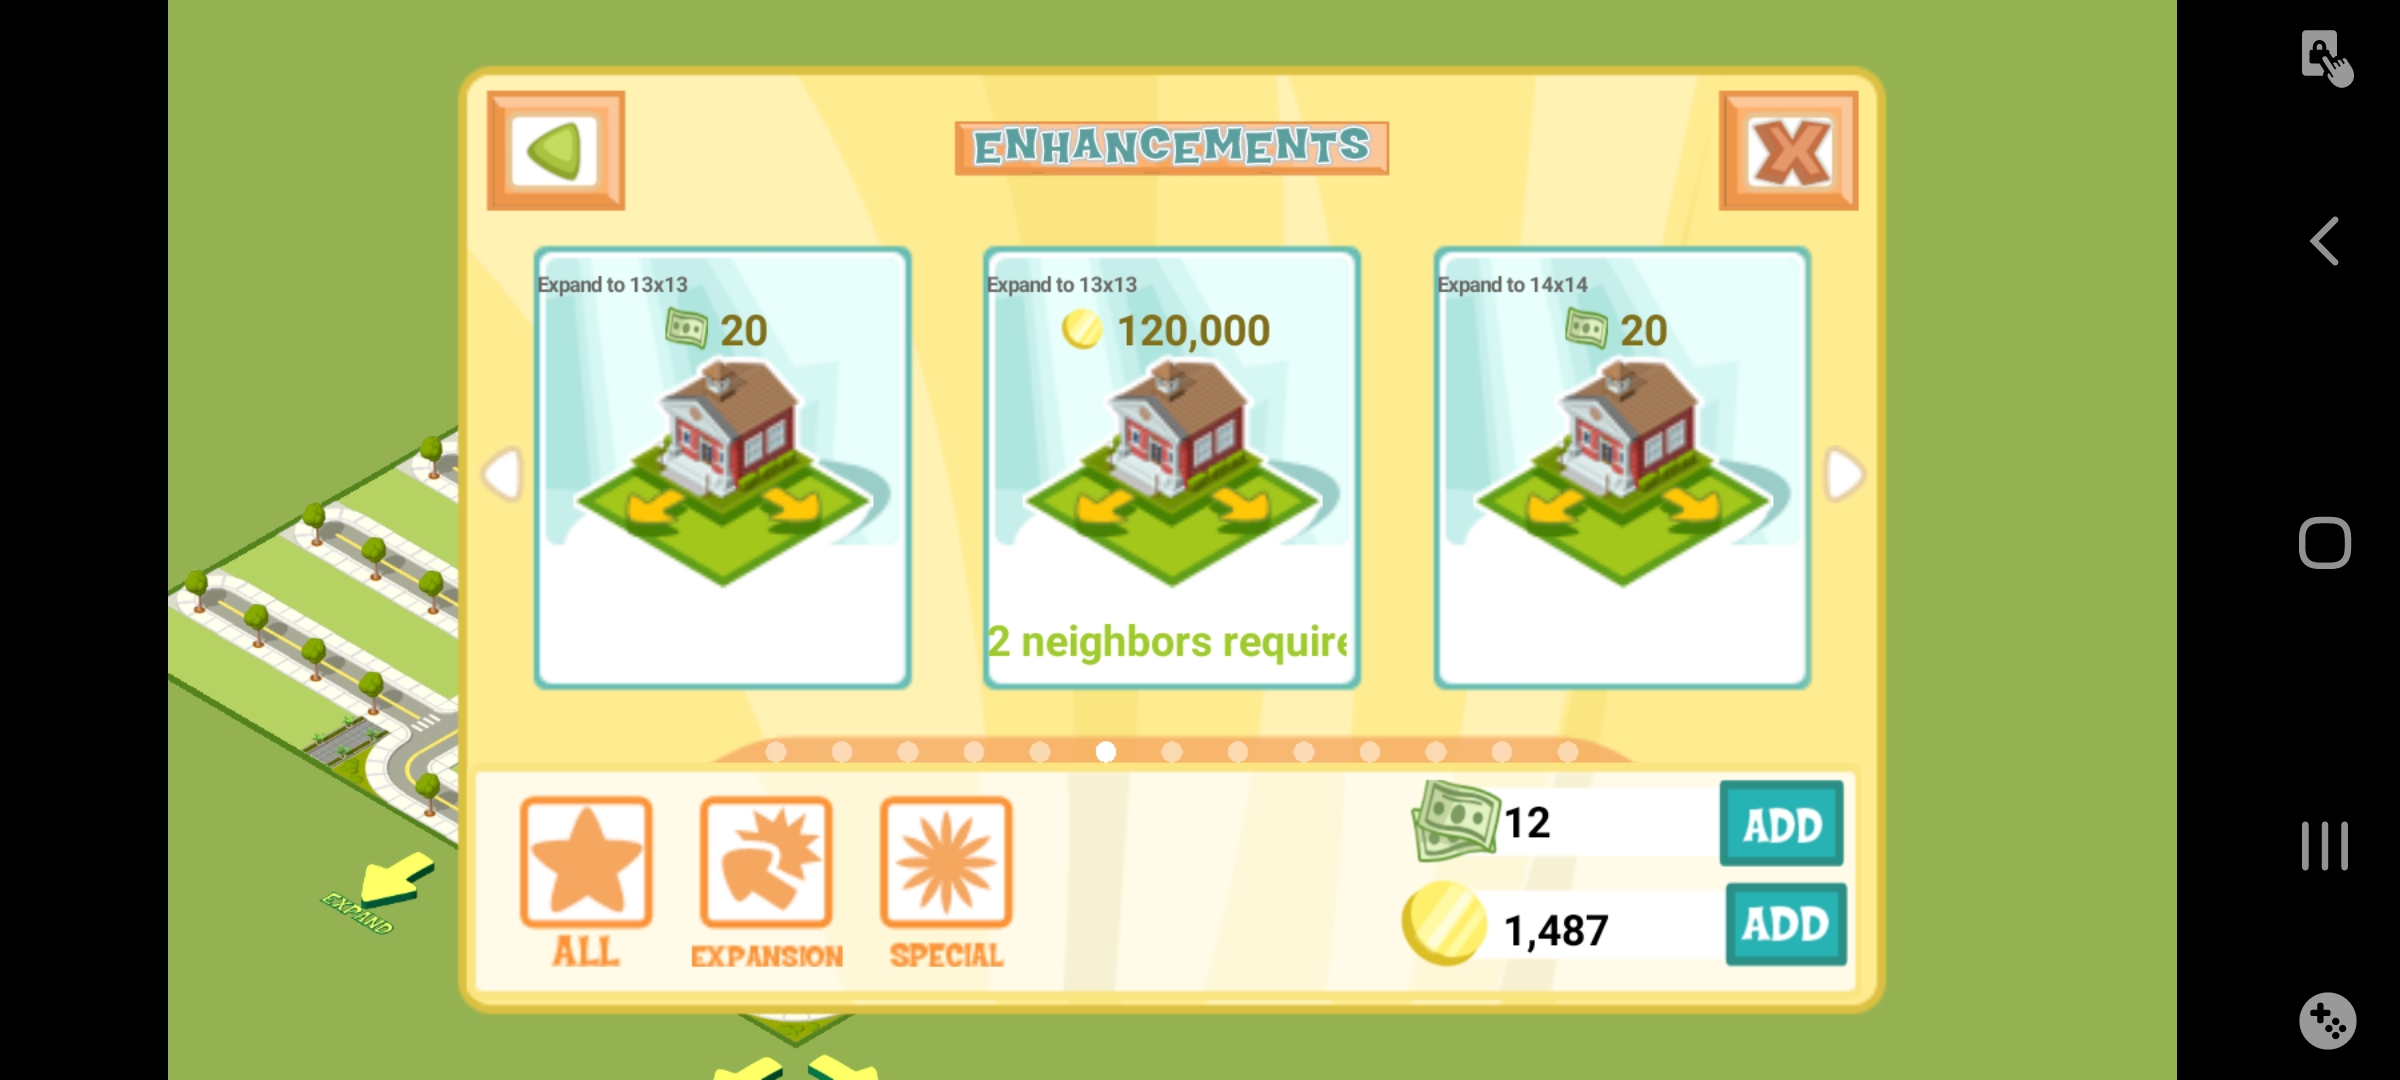 ENHANCEMENTS
Expand to 13x13
20
Expand to 13x13
120,000
2 neighbors require
Expand to 14x14
20
ALL
EXPANSION
SPECIAL
12
ADD
1,487
ADD
EXPAND